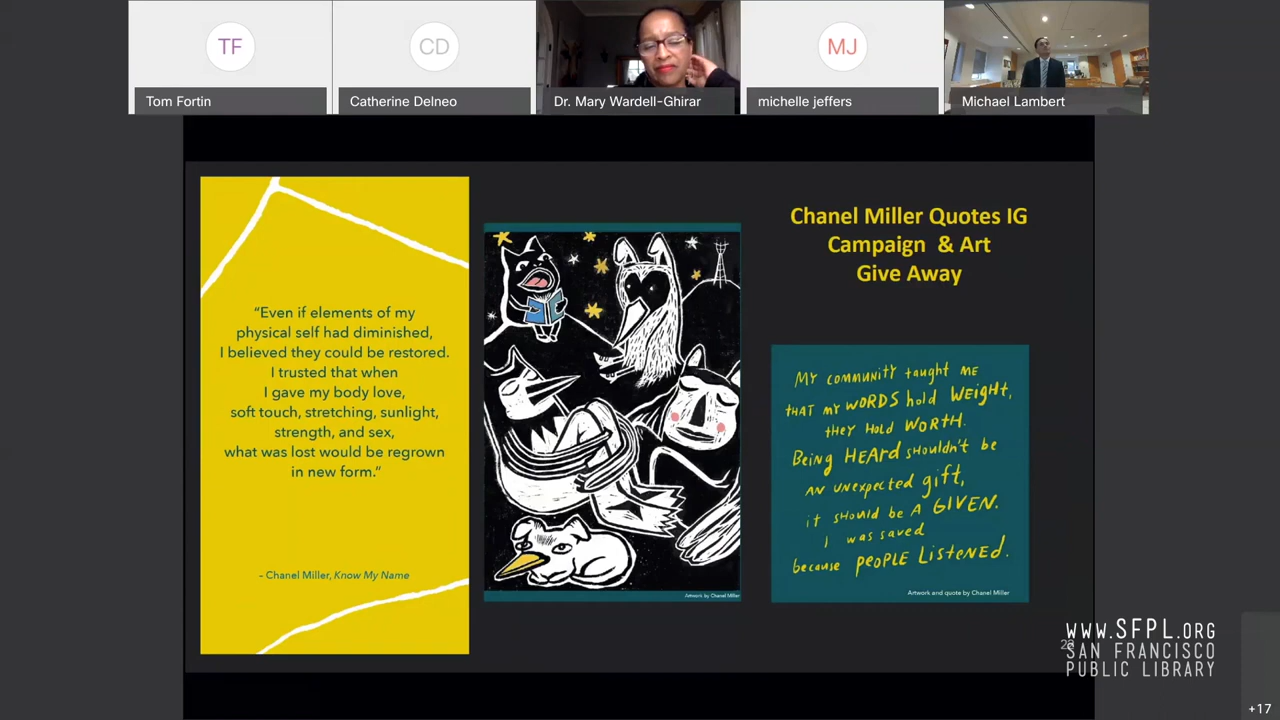 TF
CD
MJ
Tom Fortin
Catherine Delneo
Dr. Mary Wardell-Ghirar
michelle jeffers
Michael Lambert
“Even if elements of my
physical self had diminished,
I believed they could be restored.
I trusted that when
I gave my body love,
soft touch, stretching, sunlight,
strength, and sex,
what was lost would be regrown
in new form.”
– Chanel Miller, Know My Name
Artwork by Chanel Miller
Chanel Miller Quotes IG
Campaign & Art
Give Away
MY COMMUNITY taught ME
THAT MY WORDS hold WEIGHt,
tHEY HOLD WORTH.
Being HEARd sHOULDn't bE
AN UNEXPECTED gift,
it SHOULD BE A GIVEN.
I was saved
because PEOPLE LisTENED.
Artwork and quote by Chanel Miller
WWW.SFPL.ORG
SAN FRANCISCO
PUBLIC LIBRARY
+17